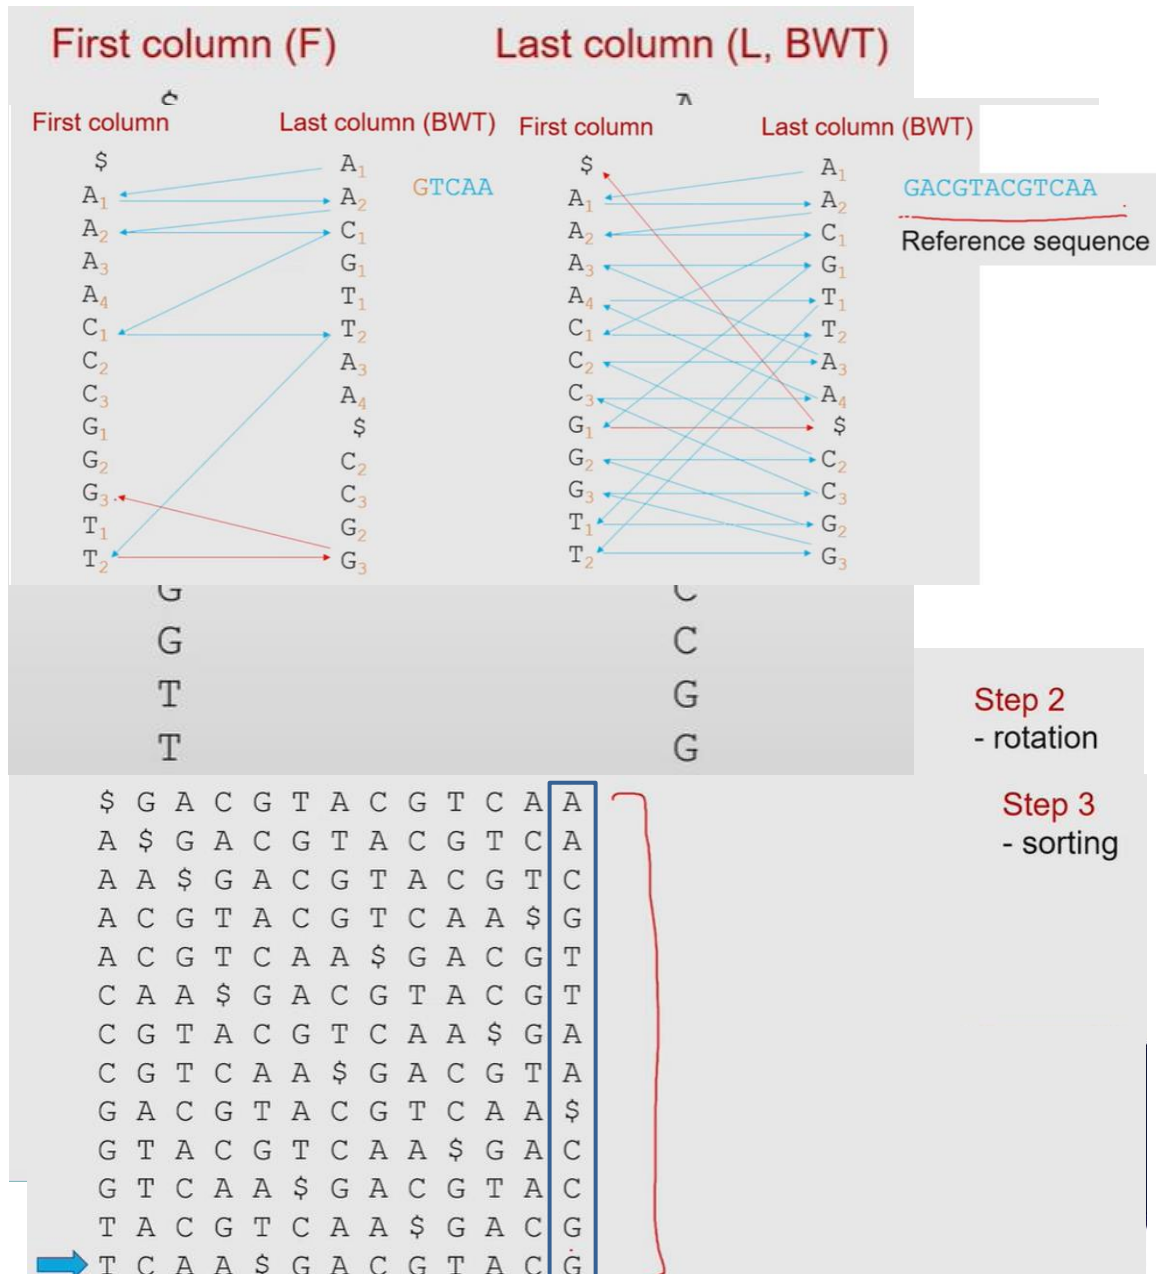 First column (F) Last column (L, BWT)
First column Last column (BWT) First column Last column (BWT)
$ A1 $ A1
A1 A2 GTCAA A1 A2 GACGTACGTCAA
A2 C1 A2 C1 Reference sequence
A3 G1 A3 G1
A4 T1 A4 T1
C1 T2 C1 T2
C2 A3 C2 A3
C3 A4 C3 A4
G1 $ G1 $
G2 C2 G2 C2
G3 C3 G3 C3
T1 G2 T1 G2
T2 G3 T2 G3
G C
G C
T G
T G
Step 2
- rotation
Step 3
- sorting
$ G A C G T A C G T C A A
A $ G A C G T A C G T C A
A A $ G A C G T A C G T C
A C G T A C G T C A A $ G
A C G T C A A $ G A C G T
C A A $ G A C G T A C G T
C G T A C G T C A A $ G A
C G T C A A $ G A C G T A
G A C G T A C G T C A A $
G T A C G T C A A $ G A C
G T C A A $ G A C G T A C
T A C G T C A A $ G A C G
T C A A $ G A C G T A C G